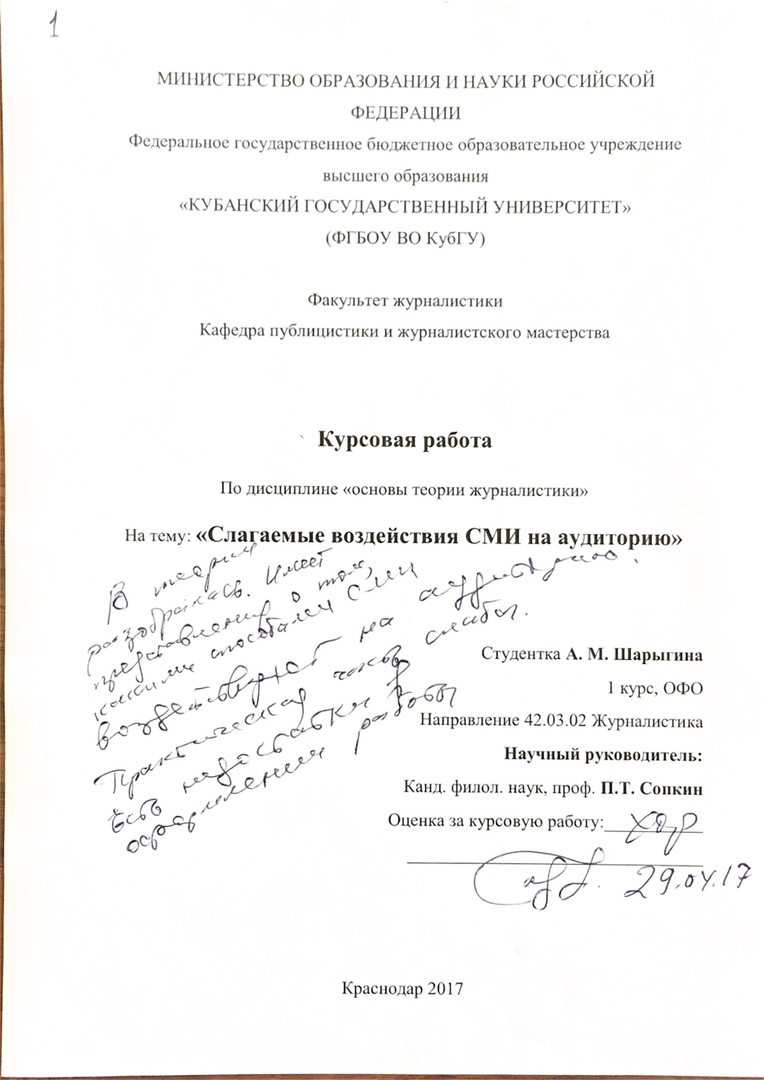 1
МИНИСТЕРСТВО ОБРАЗОВАНИЯ И НАУКИ РОССИЙСКОЙ
ФЕДЕРАЦИИ
Федеральное государственное бюджетное образовательное учреждение
высшего образования
«КУБАНСКИЙ ГОСУДАРСТВЕННЫЙ УНИВЕРСИТЕТ»
(ФГБОУ ВО КубГУ)
Факультет журналистики
Кафедра публицистики и журналистского мастерства
Курсовая работа
По дисциплине «основы теории журналистики»
На тему: «Слагаемые воздействия СМИ на аудиторию»
В теории
разобралась. Имеет
представление о том,
какими способами СМИ
воздействуют на аудиторию.
Практическая часть слабая.
Есть недостатки в
оформлении работы
Студентка А. М. Шарыгина
1 курс, ОФО
Направление 42.03.02 Журналистика
Научный руководитель:
Канд. филол. наук, проф. П.Т. Сопкин
Оценка за курсовую работу: хор
29.04.17
Краснодар 2017